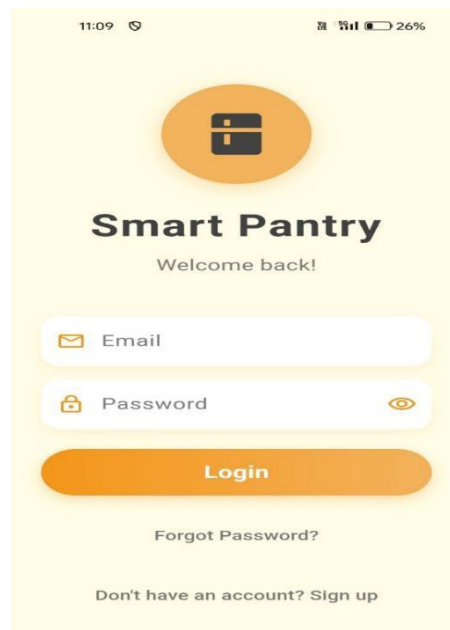 11:09 26%
Smart Pantry
Welcome back!
Email
Password
Login
Forgot Password?
Don't have an account? Sign up